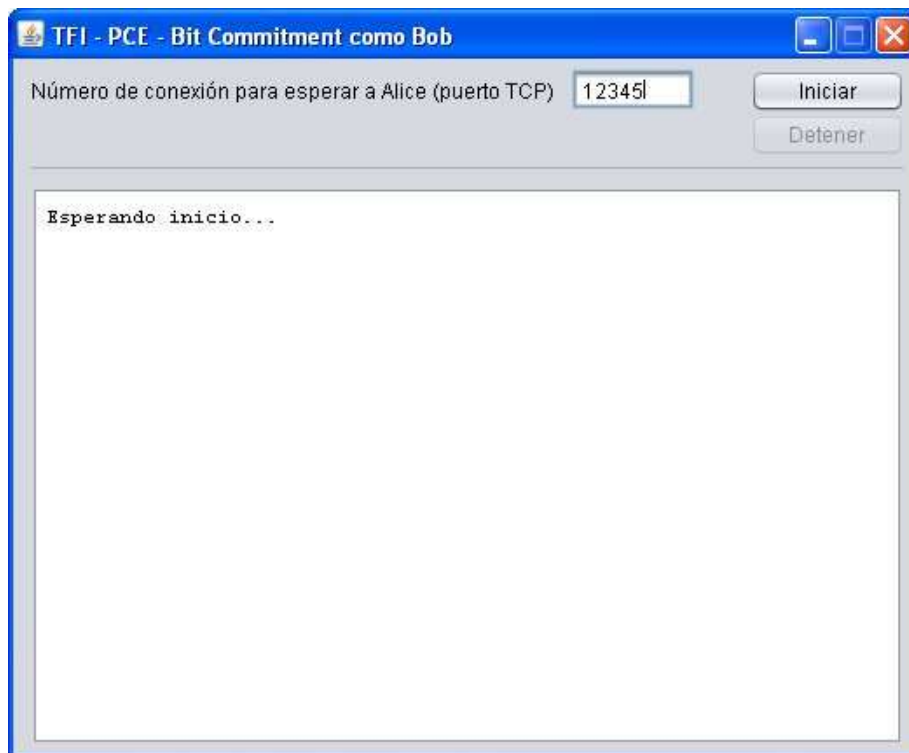 TFI - PCE - Bit Commitment como Bob
Número de conexión para esperar a Alice (puerto TCP) 12345 Iniciar
Detener
Esperando inicio...